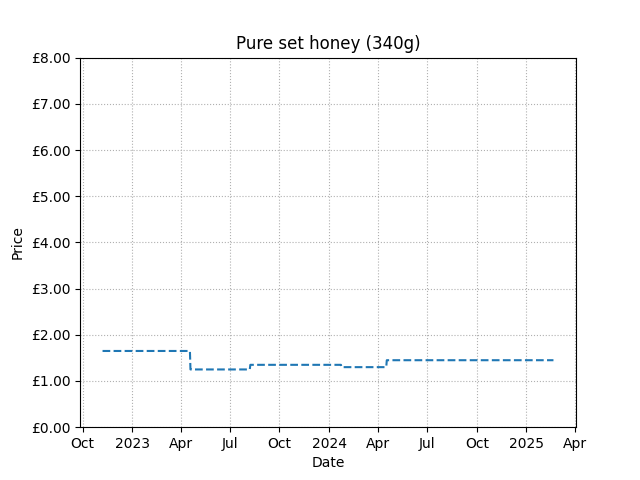 Pure set honey (340g)
£8.00
£7.00
£6.00
£5.00
£4.00
£3.00
£2.00
£1.00
£0.00
Price
Oct 2023 Apr Jul Oct 2024 Apr Jul Oct 2025 Apr
Date